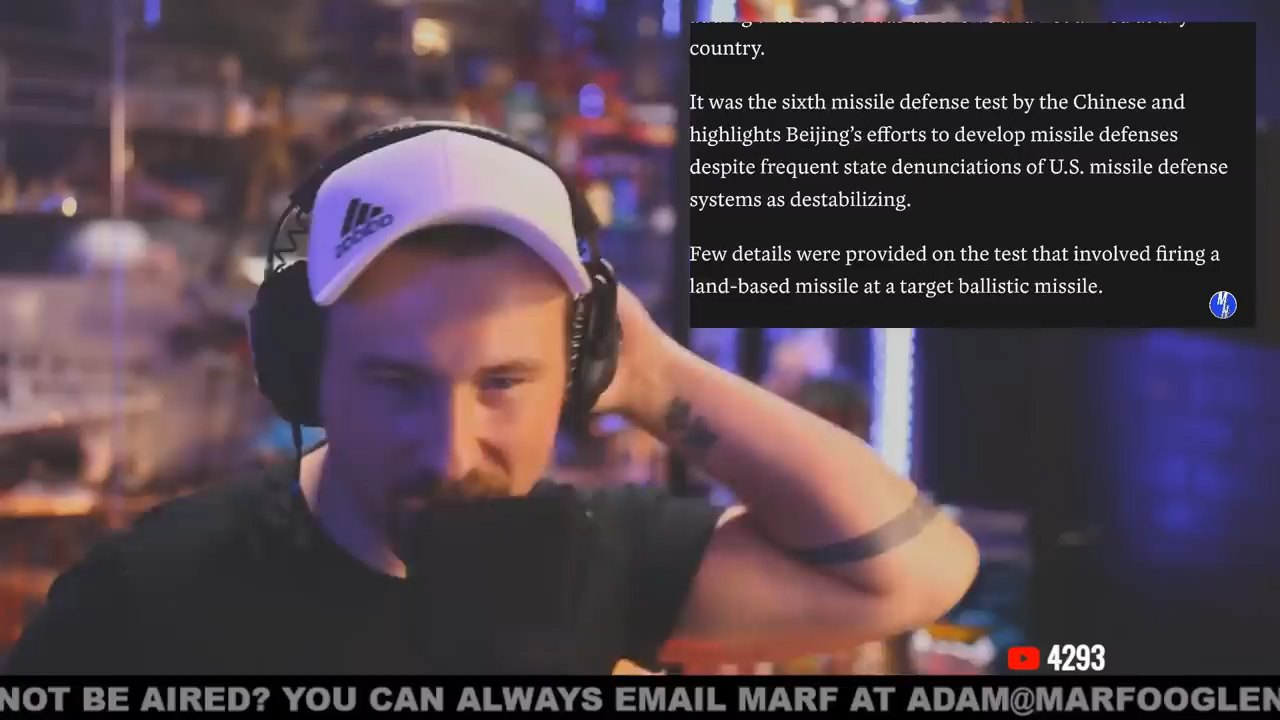 country.
It was the sixth missile defense test by the Chinese and
highlights Beijing’s efforts to develop missile defenses
despite frequent state denunciations of U.S. missile defense
systems as destabilizing.
Few details were provided on the test that involved firing a
land-based missile at a target ballistic missile.
MN
adidas
4293
NOT BE AIRED? YOU CAN ALWAYS EMAIL MARF AT ADAM@MARFOOGLEN